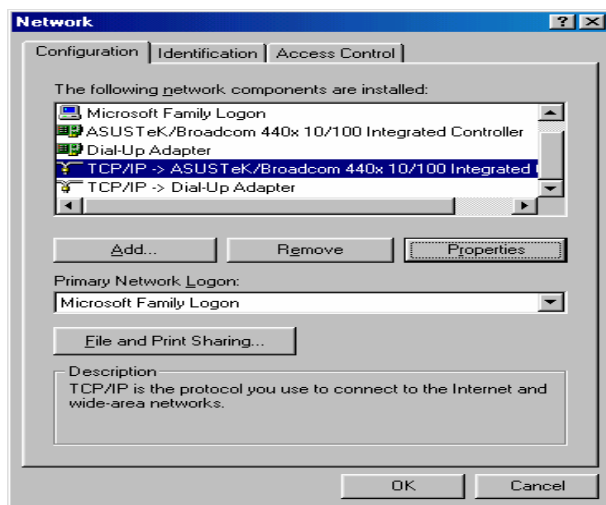 Network
Configuration Identification Access Control
The following network components are installed:
Microsoft Family Logon
ASUSTeK/Broadcom 440x 10/100 Integrated Controller
Dial-Up Adapter
TCP/IP -> ASUSTeK/Broadcom 440x 10/100 Integrated
TCP/IP -> Dial-Up Adapter
Add... Remove Properties
Primary Network Logon:
Microsoft Family Logon
File and Print Sharing...
Description
TCP/IP is the protocol you use to connect to the Internet and
wide-area networks.
OK Cancel